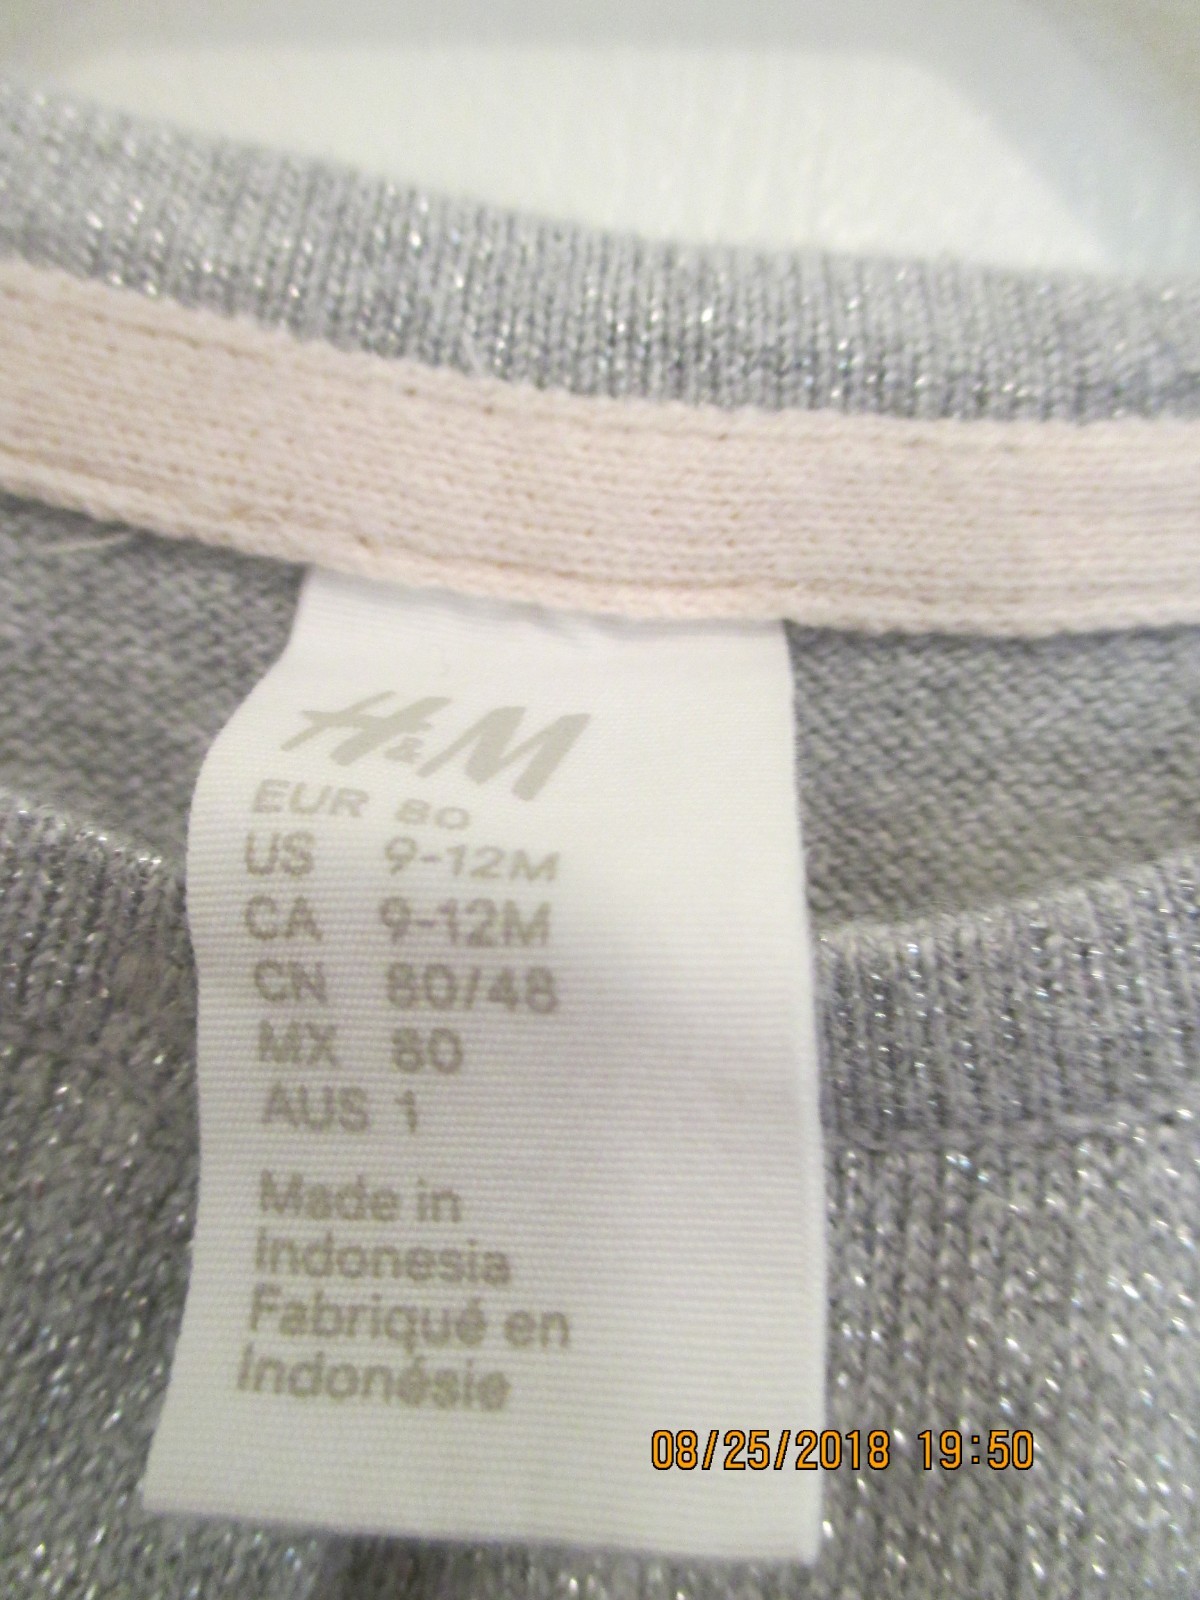 H&M
EUR 80
US 9-12M
CA 9-12M
CN 80/48
MX 80
AUS 1
Made in
Indonesia
Fabriqué en
Indonésie
08/25/2018 19:50